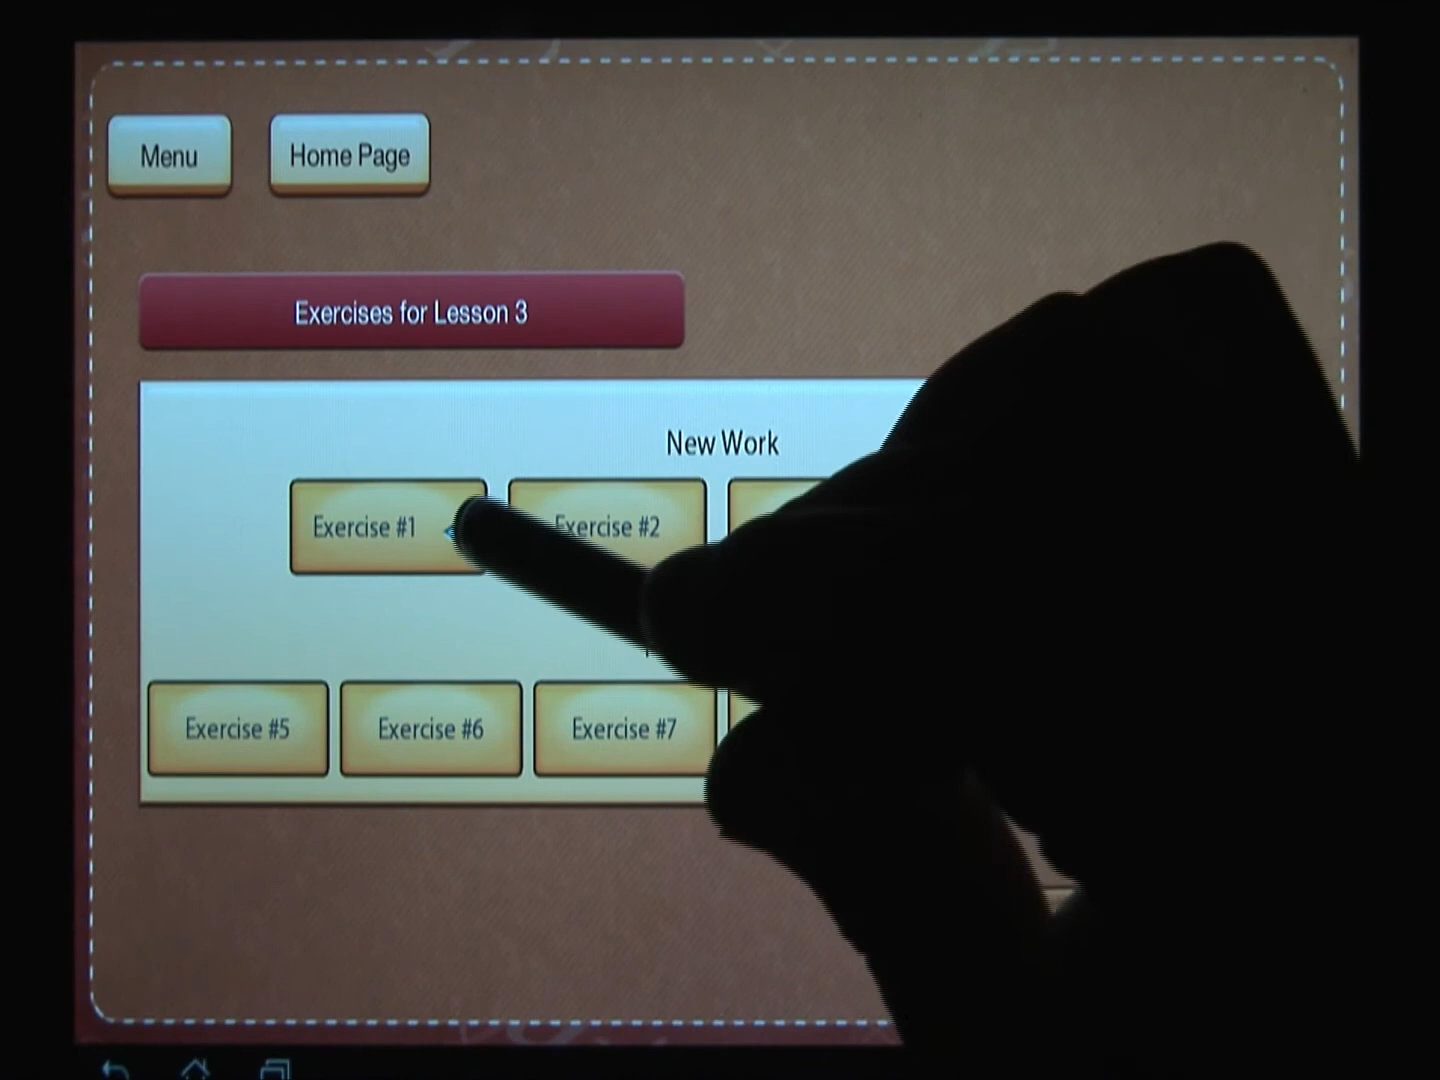 Menu
Home Page
Exercises for Lesson 3
New Work
Exercise #1
Exercise #2
Exercise #5
Exercise #6
Exercise #7